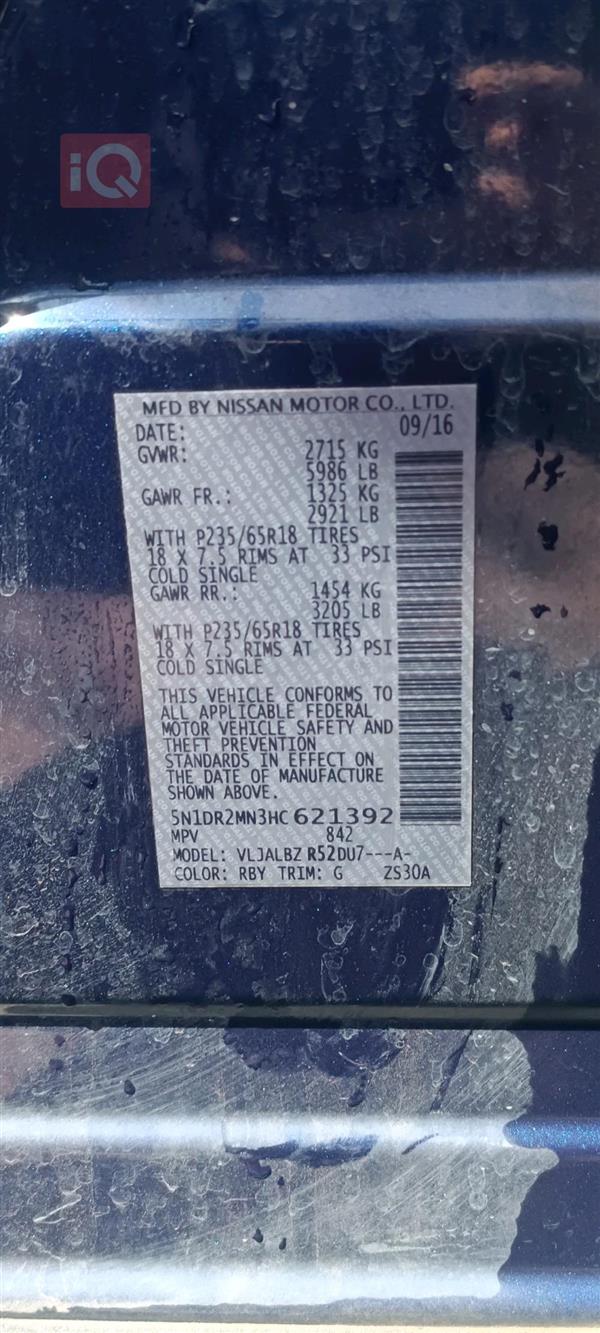 iQ
MFD BY NISSAN MOTOR CO., LTD.
DATE: 09/16
GVWR: 2715 KG
5986 LB
GAWR FR.: 1325 KG
2921 LB
WITH P235/65R18 TIRES
18 X 7.5 RIMS AT 33 PSI
COLD SINGLE
GAWR RR.: 1454 KG
3205 LB
WITH P235/65R18 TIRES
18 X 7.5 RIMS AT 33 PSI
COLD SINGLE
THIS VEHICLE CONFORMS TO
ALL APPLICABLE FEDERAL
MOTOR VEHICLE SAFETY AND
THEFT PREVENTION
STANDARDS IN EFFECT ON
THE DATE OF MANUFACTURE
SHOWN ABOVE.
5N1DR2MN3HC 621392
MPV 842
MODEL: VLJALBZ R52DU7---A-
COLOR: RBY TRIM: G ZS30A